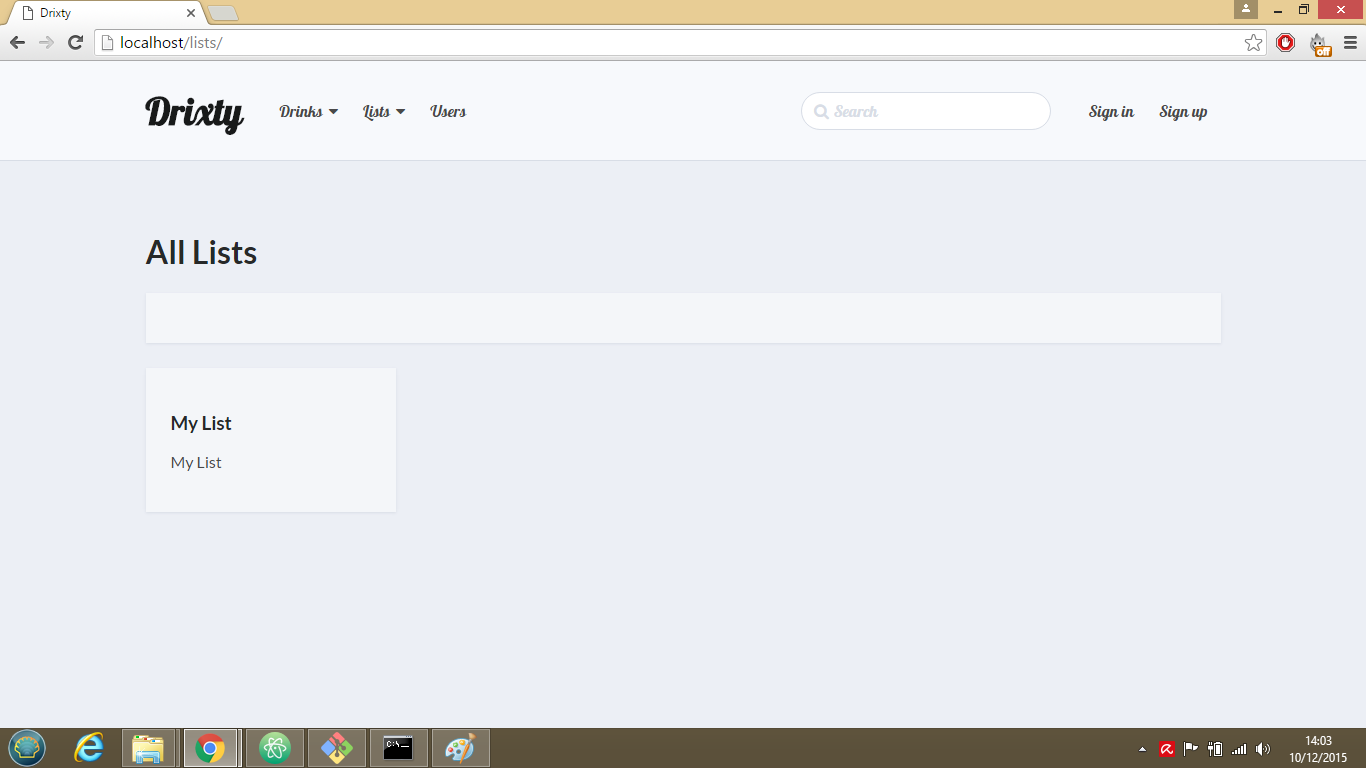 Drixty
localhost/lists/
off
Drixty
Drinks
Lists
Users
Search
Sign in
Sign up
All Lists
My List
My List
C:\_
14:03
10/12/2015